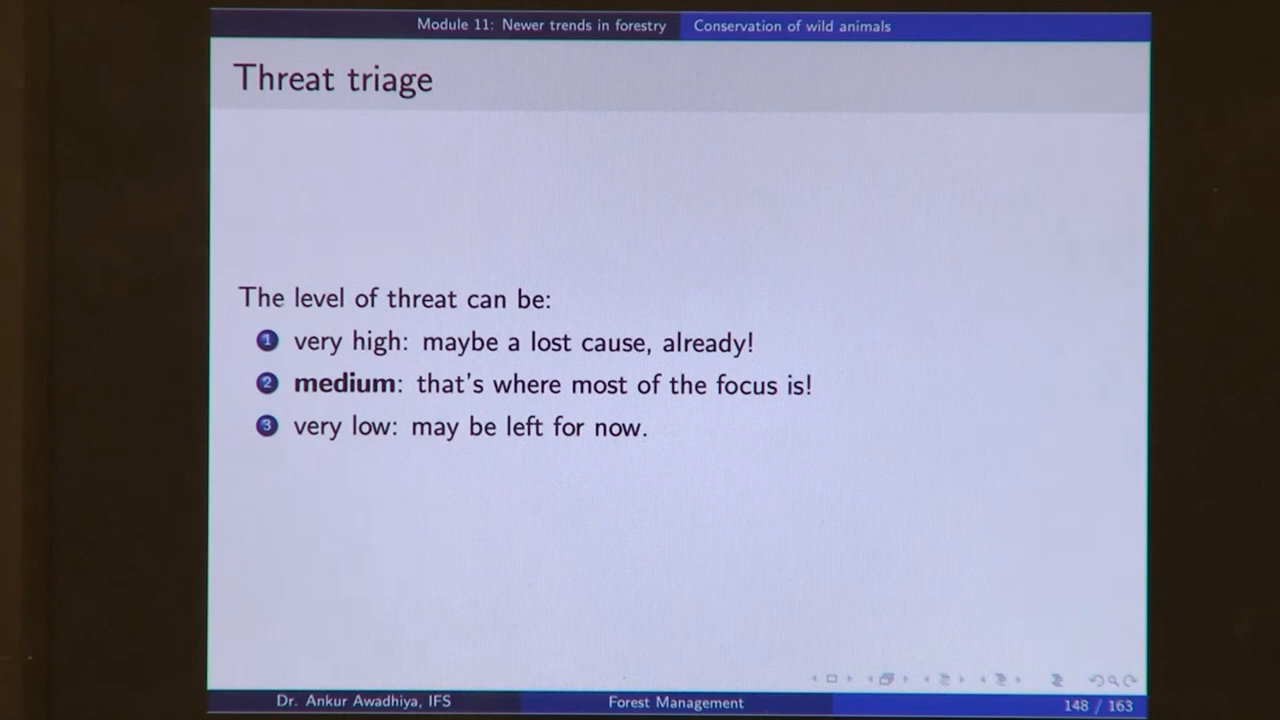 Module 11: Newer trends in forestry Conservation of wild animals
Threat triage
The level of threat can be:
1 very high: maybe a lost cause, already!
2 medium: that's where most of the focus is!
3 very low: may be left for now.
Dr. Ankur Awadhiya, IFS Forest Management 148 / 163